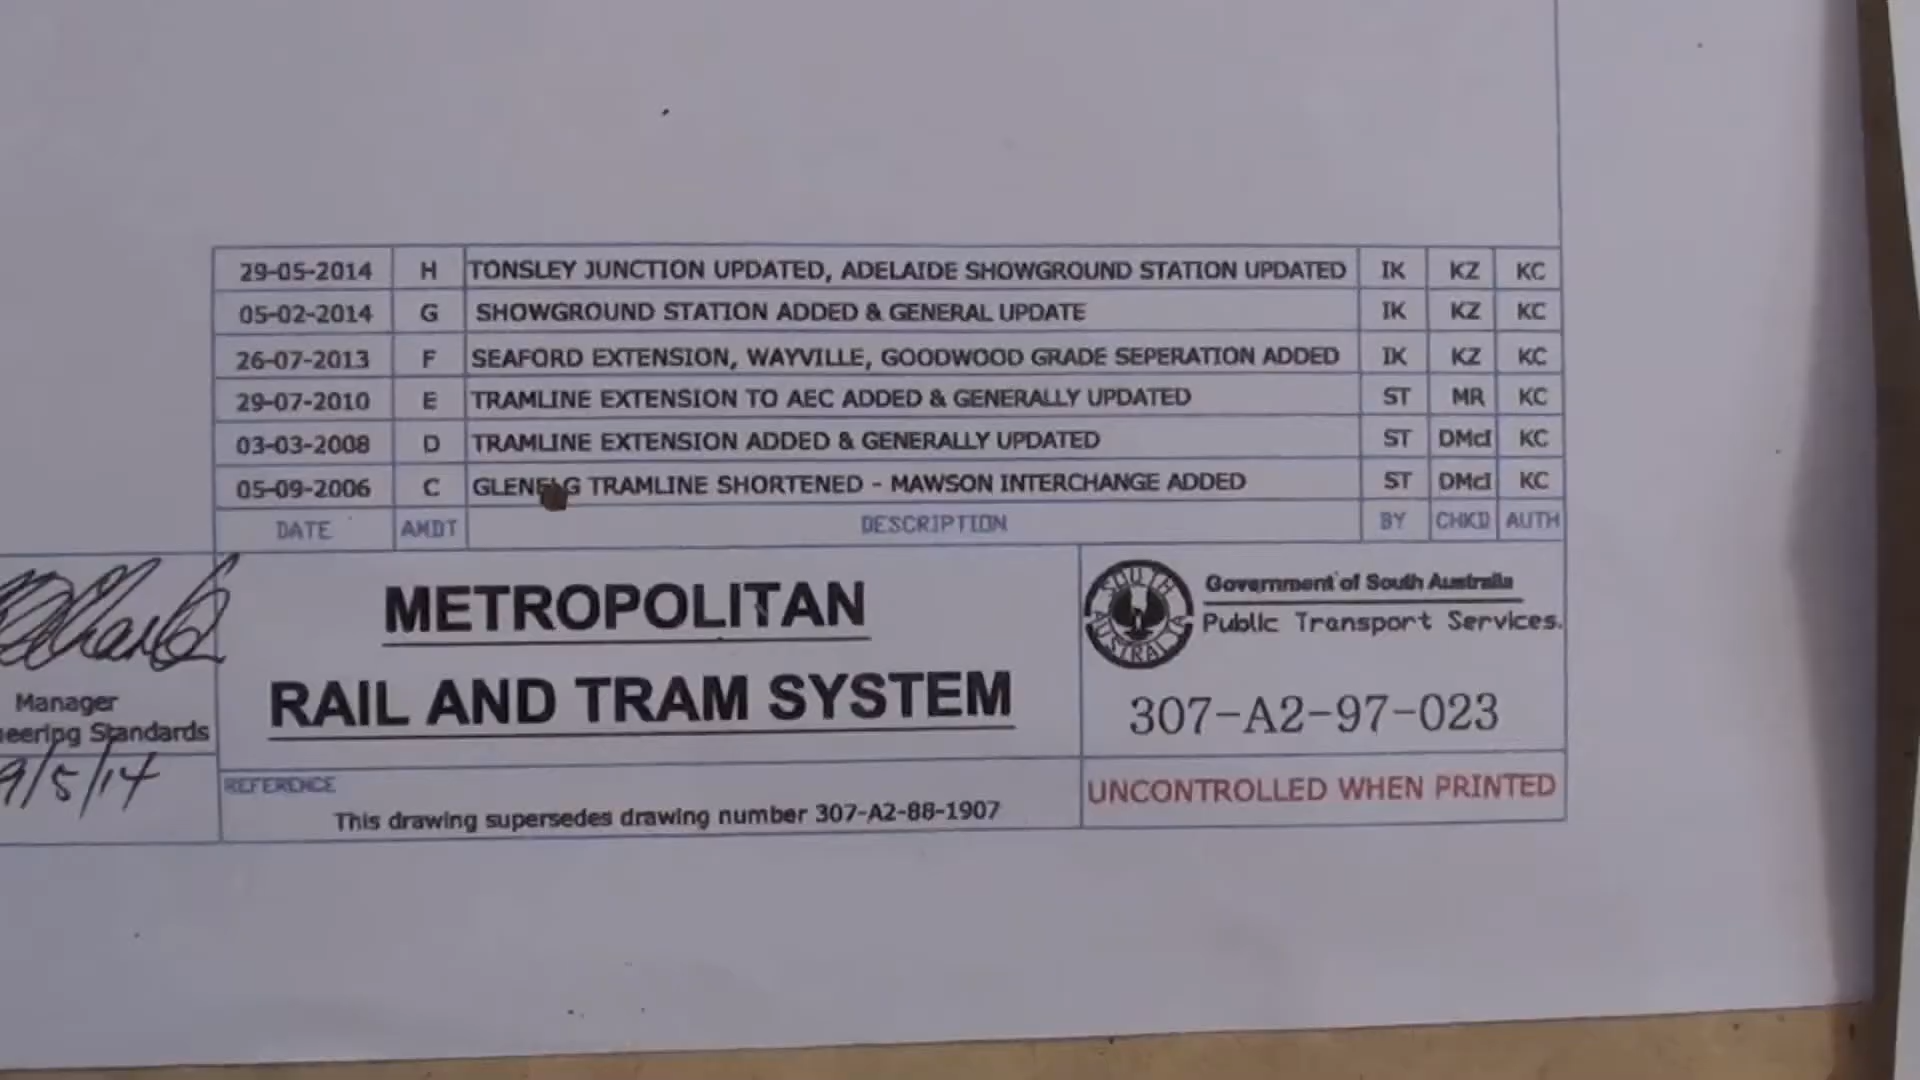 29-05-2014 H TONSLEY JUNCTION UPDATED, ADELAIDE SHOWGROUND STATION UPDATED IK KZ KC
05-02-2014 G SHOWGROUND STATION ADDED & GENERAL UPDATE IK KZ KC
26-07-2013 F SEAFORD EXTENSION, WAYVILLE, GOODWOOD GRADE SEPERATION ADDED IK KZ KC
29-07-2010 E TRAMLINE EXTENSION TO AEC ADDED & GENERALLY UPDATED ST MR KC
03-03-2008 D TRAMLINE EXTENSION ADDED & GENERALLY UPDATED ST DMcI KC
05-09-2006 C GLENELG TRAMLINE SHORTENED - MAWSON INTERCHANGE ADDED ST DMcI KC
DATE AMDT DESCRIPTION BY CHKD AUTH
Manager
neering Standards
9/5/14
METROPOLITAN
RAIL AND TRAM SYSTEM
REFERENCE
This drawing supersedes drawing number 307-A2-88-1907
SOUTH AUSTRALIA
Government of South Australia
Public Transport Services.
307-A2-97-023
UNCONTROLLED WHEN PRINTED